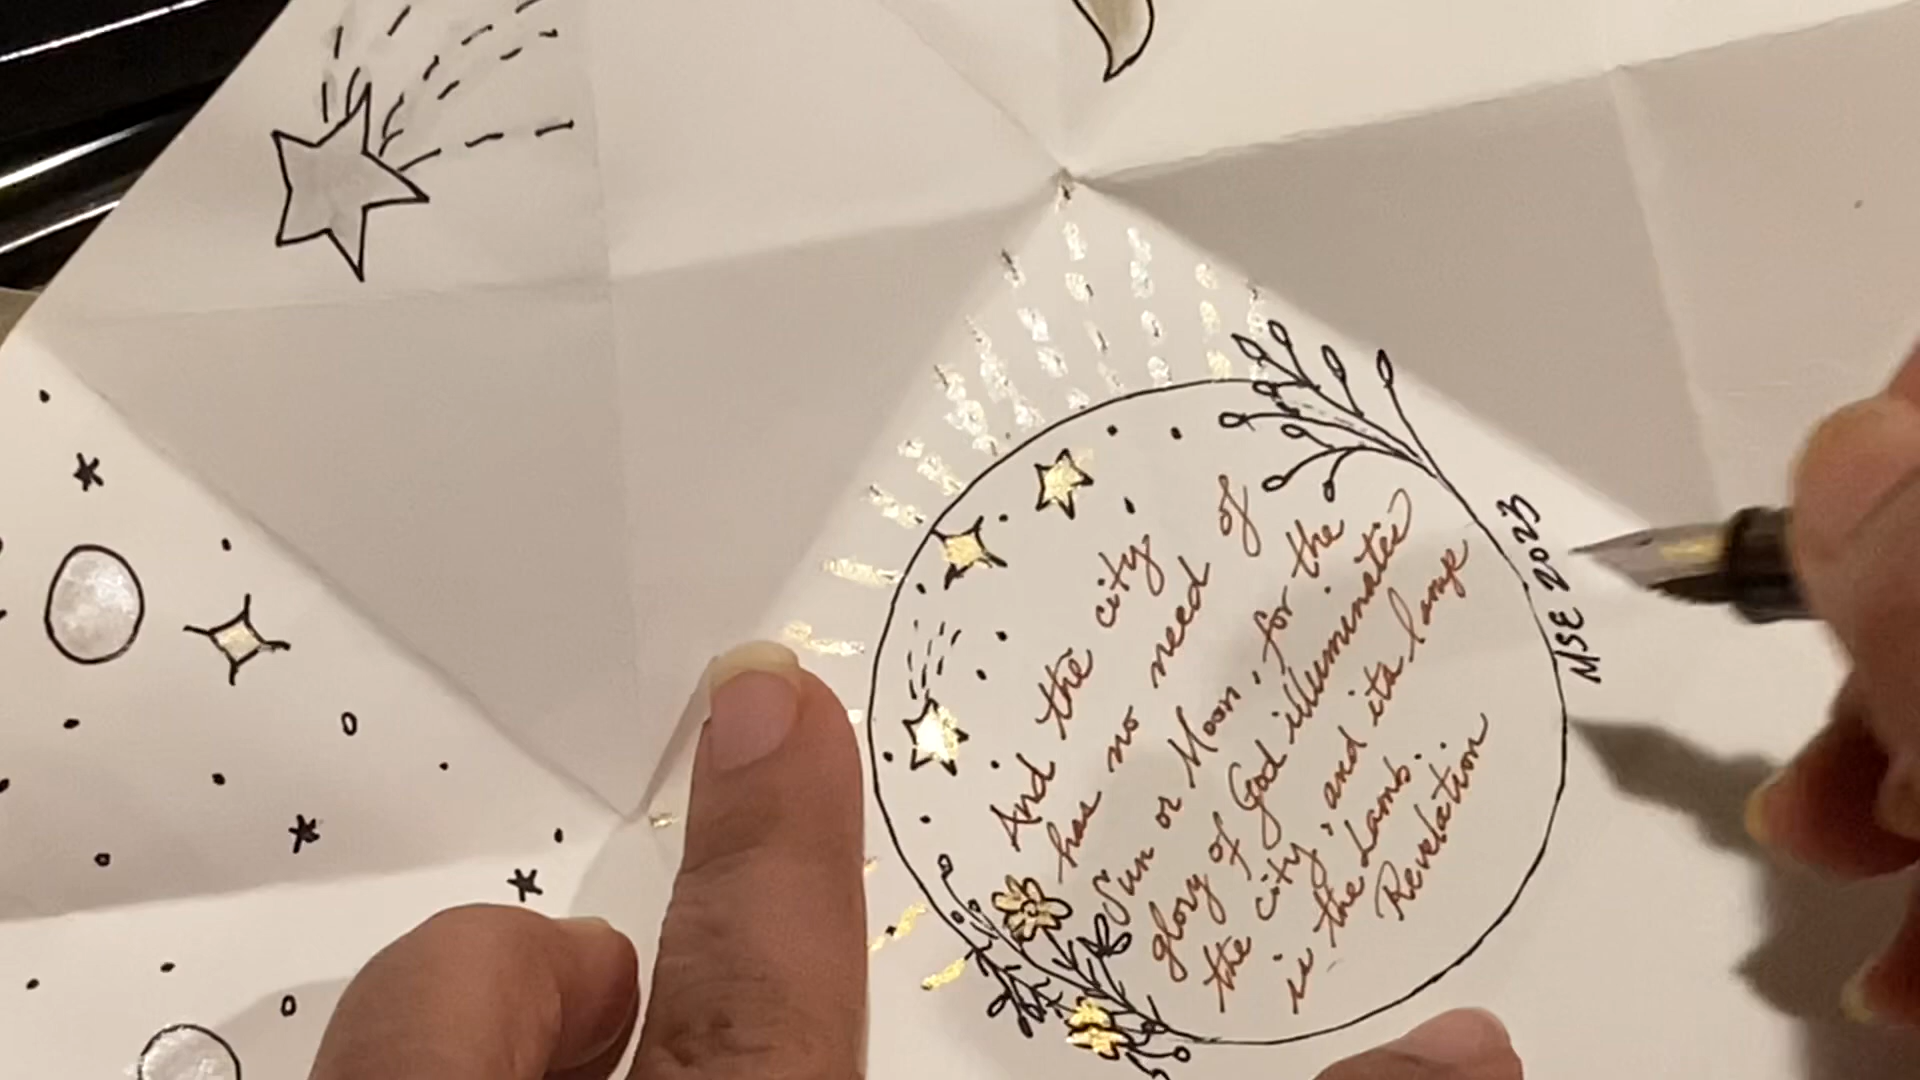 And the city
has no need of
Sun or Moon, for the
glory of God illuminates
the city, and its lamp
is the Lamb.
Revelation
MSE 2023